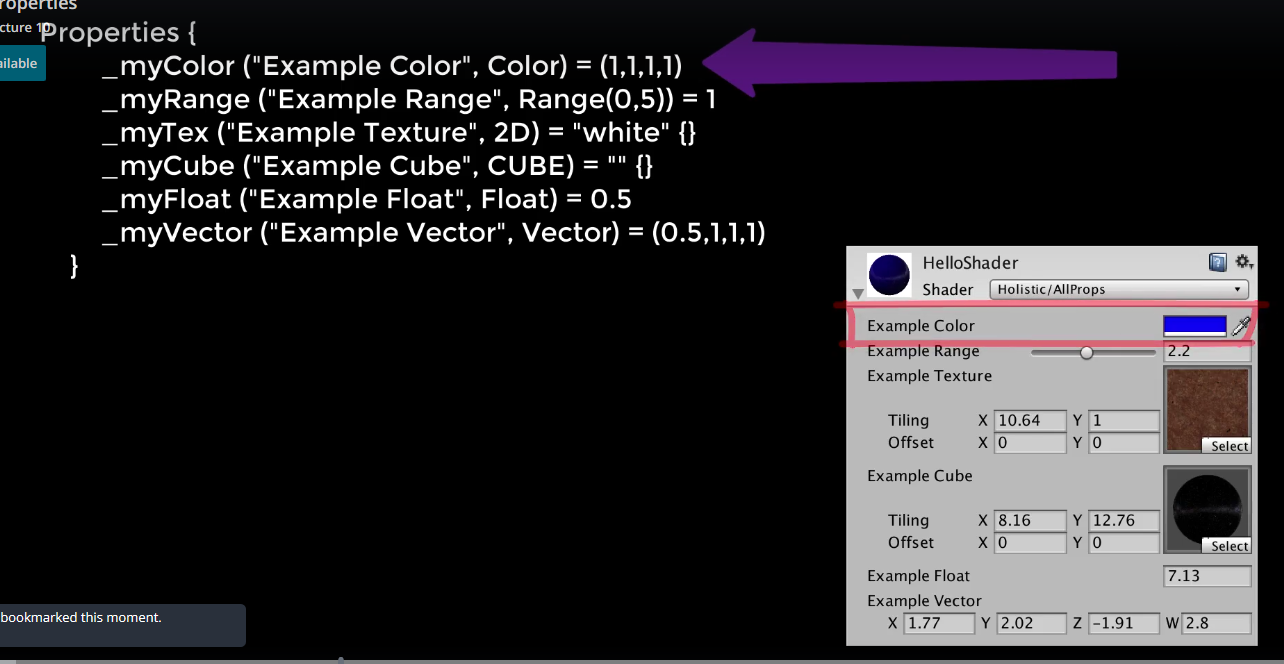 roperties
cture 10
ailable
Properties {
_myColor ("Example Color", Color) = (1,1,1,1)
_myRange ("Example Range", Range(0,5)) = 1
_myTex ("Example Texture", 2D) = "white" {}
_myCube ("Example Cube", CUBE) = "" {}
_myFloat ("Example Float", Float) = 0.5
_myVector ("Example Vector", Vector) = (0.5,1,1,1)
}
HelloShader
Shader Holistic/AllProps
Example Color
Example Range 2.2
Example Texture
Tiling X 10.64 Y 1
Offset X 0 Y 0
Select
Example Cube
Tiling X 8.16 Y 12.76
Offset X 0 Y 0
Select
Example Float 7.13
Example Vector
X 1.77 Y 2.02 Z -1.91 W 2.8
bookmarked this moment.